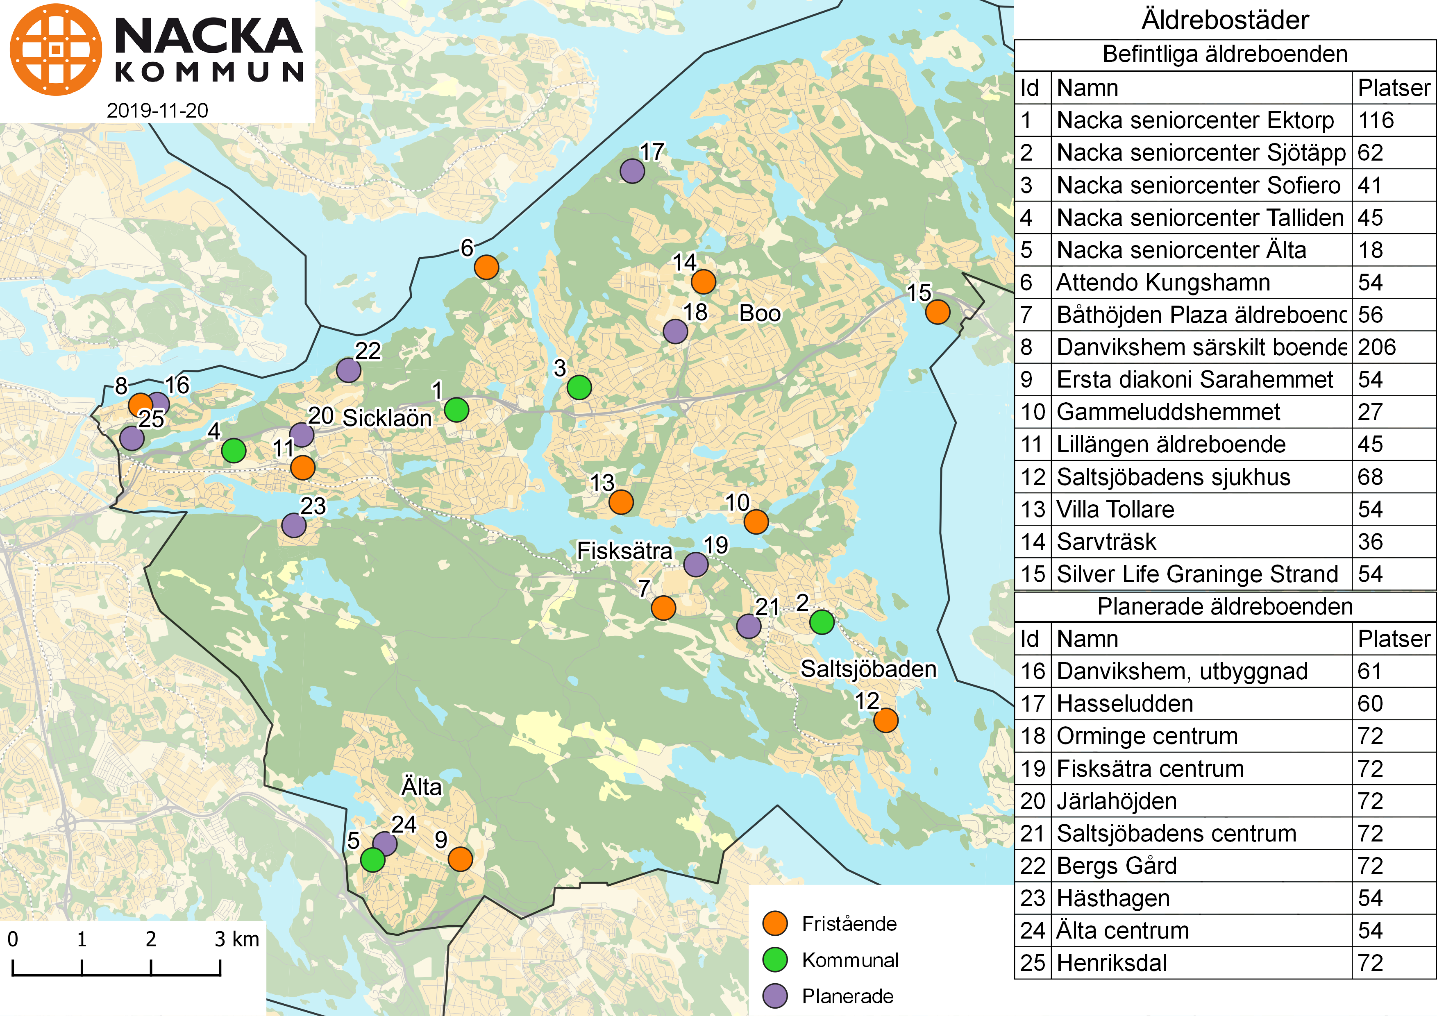 NACKA
KOMMUN
2019-11-20
Äldrebostäder
Befintliga äldreboenden
Id Namn Platser
1 Nacka seniorcenter Ektorp 116
2 Nacka seniorcenter Sjötäpp 62
3 Nacka seniorcenter Sofiero 41
4 Nacka seniorcenter Talliden 45
5 Nacka seniorcenter Älta 18
6 Attendo Kungshamn 54
7 Båthöjden Plaza äldreboenc 56
8 Danvikshem särskilt boende 206
9 Ersta diakoni Sarahemmet 54
10 Gammeluddshemmet 27
11 Lillängen äldreboende 45
12 Saltsjöbadens sjukhus 68
13 Villa Tollare 54
14 Sarvträsk 36
15 Silver Life Graninge Strand 54
Planerade äldreboenden
Id Namn Platser
16 Danvikshem, utbyggnad 61
17 Hasseludden 60
18 Orminge centrum 72
19 Fisksätra centrum 72
20 Järlahöjden 72
21 Saltsjöbadens centrum 72
22 Bergs Gård 72
23 Hästhagen 54
24 Älta centrum 54
25 Henriksdal 72
17
6
14
15
18 Boo
22
3
8 16
1
25
20 Sicklaön
4
11
13
10
23
Fisksätra 19
7
21 2
Saltsjöbaden
12
Älta
24
5
9
0 1 2 3 km
Fristående
Kommunal
Planerade